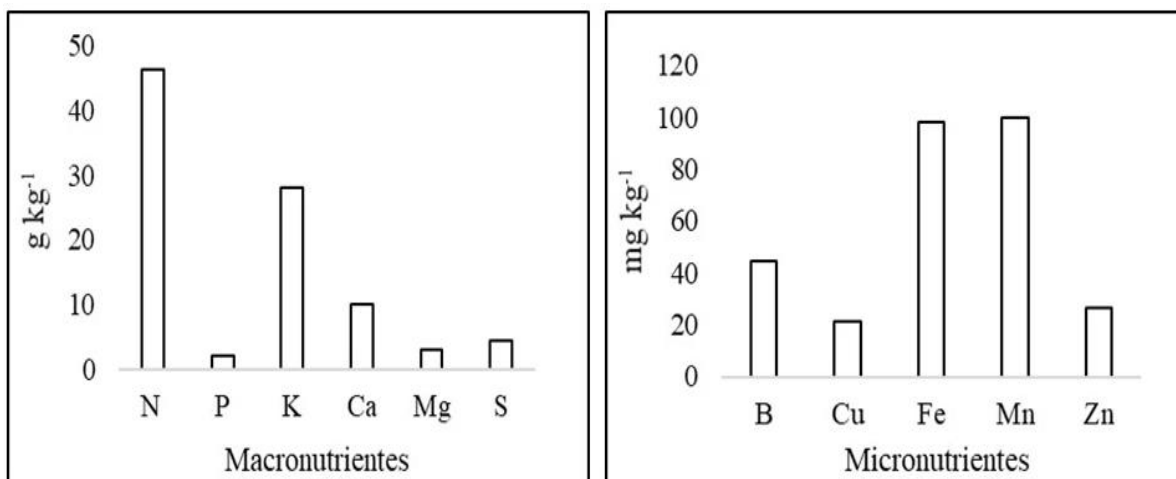 50
40
30
20
10
0
g kg⁻¹
N P K Ca Mg S
Macronutrientes
120
100
80
60
40
20
0
mg kg⁻¹
B Cu Fe Mn Zn
Micronutrientes